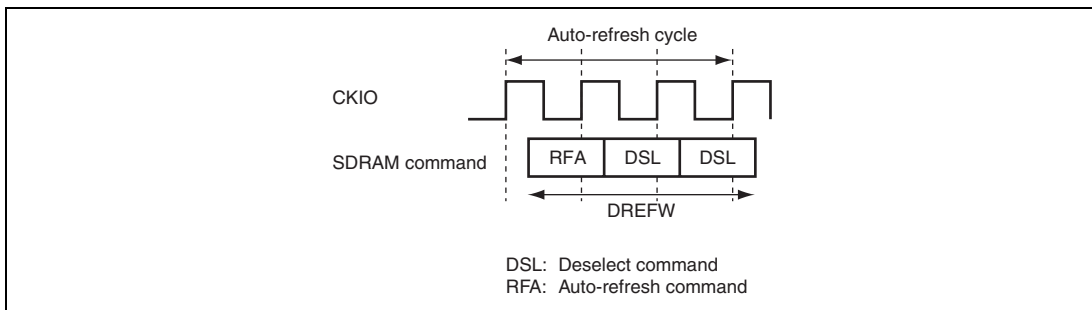 Auto-refresh cycle
CKIO
SDRAM command
RFA DSL DSL
DREFW
DSL: Deselect command
RFA: Auto-refresh command